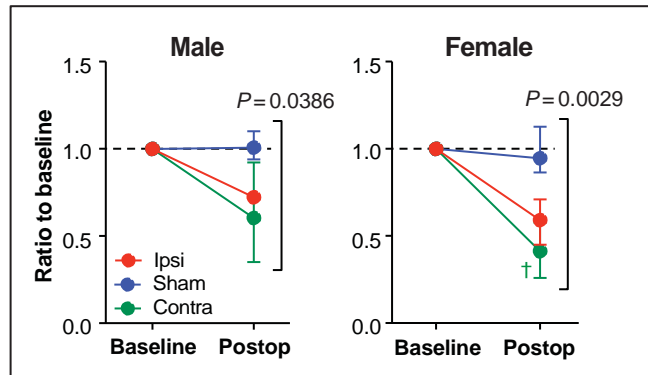 Male
Female
1.5
1.0
0.5
0.0
Ratio to baseline
P=0.0386
Ipsi
Sham
Contra
Baseline
Postop
1.5
1.0
0.5
0.0
P=0.0029
†
Baseline
Postop